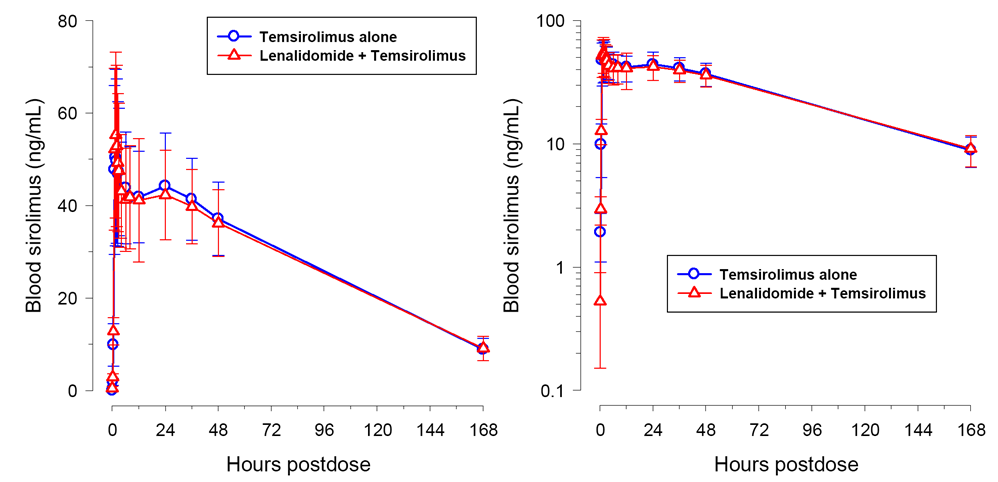 Temsirolimus alone
Lenalidomide + Temsirolimus
Blood sirolimus (ng/mL)
80
60
40
20
0
0 24 48 72 96 120 144 168
Hours postdose
Blood sirolimus (ng/mL)
100
10
1
0.1
Temsirolimus alone
Lenalidomide + Temsirolimus
0 24 48 72 96 120 144 168
Hours postdose